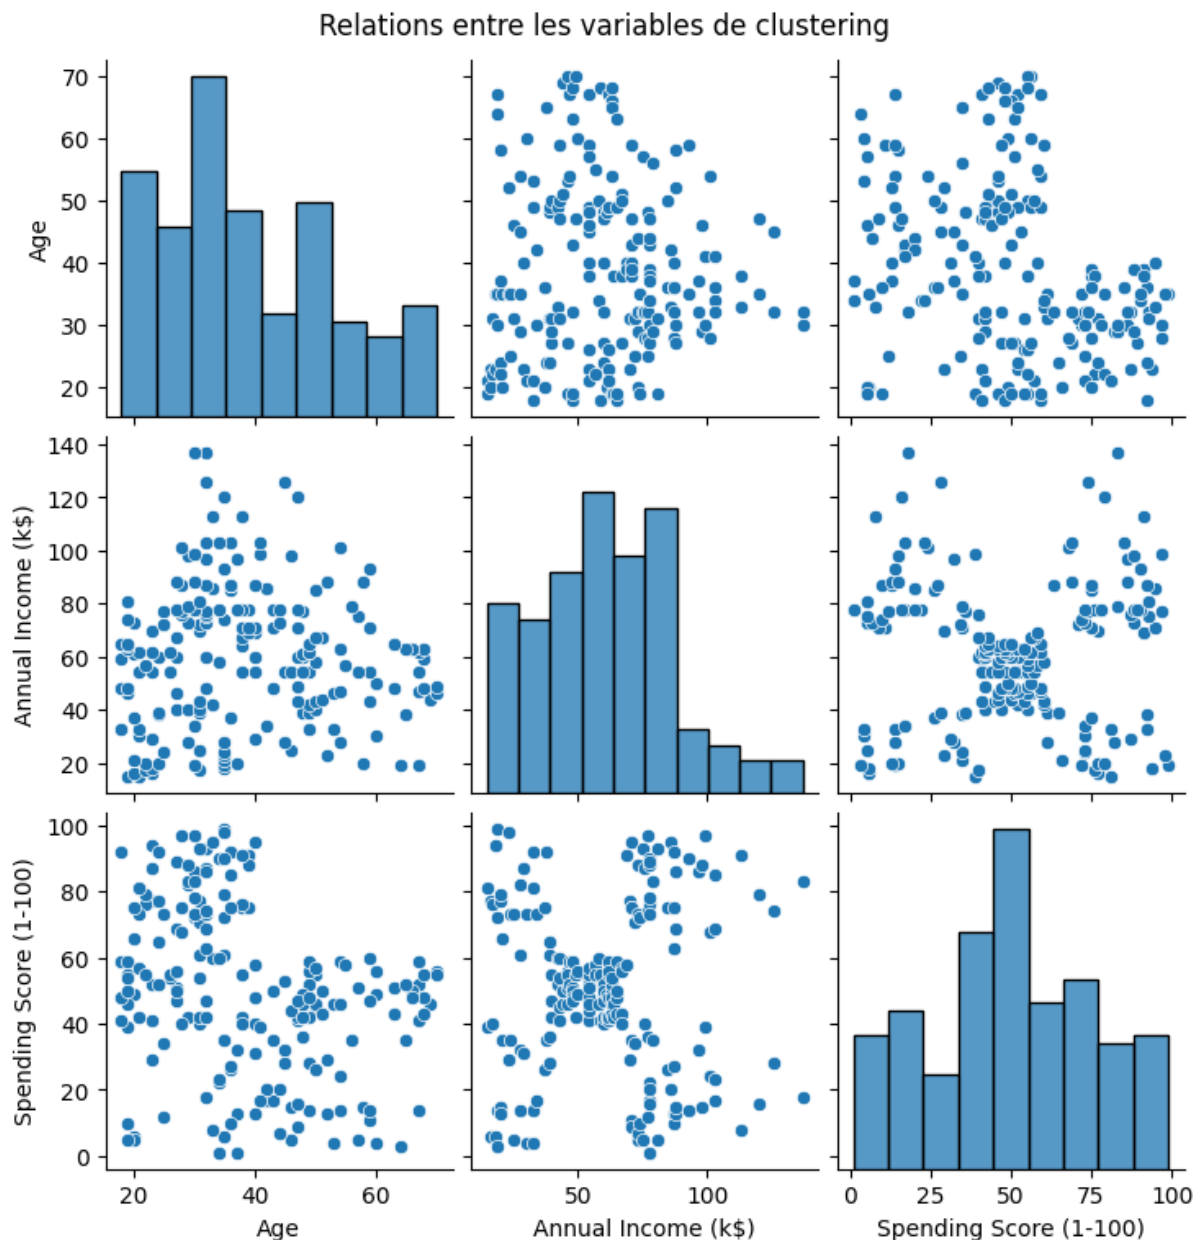 Relations entre les variables de clustering
70
60
50
40
30
20
Age
140
120
100
80
60
40
20
Annual Income (k$)
100
80
60
40
20
0
Spending Score (1-100)
20 40 60
50 100
0 25 50 75 100
Age
Annual Income (k$)
Spending Score (1-100)